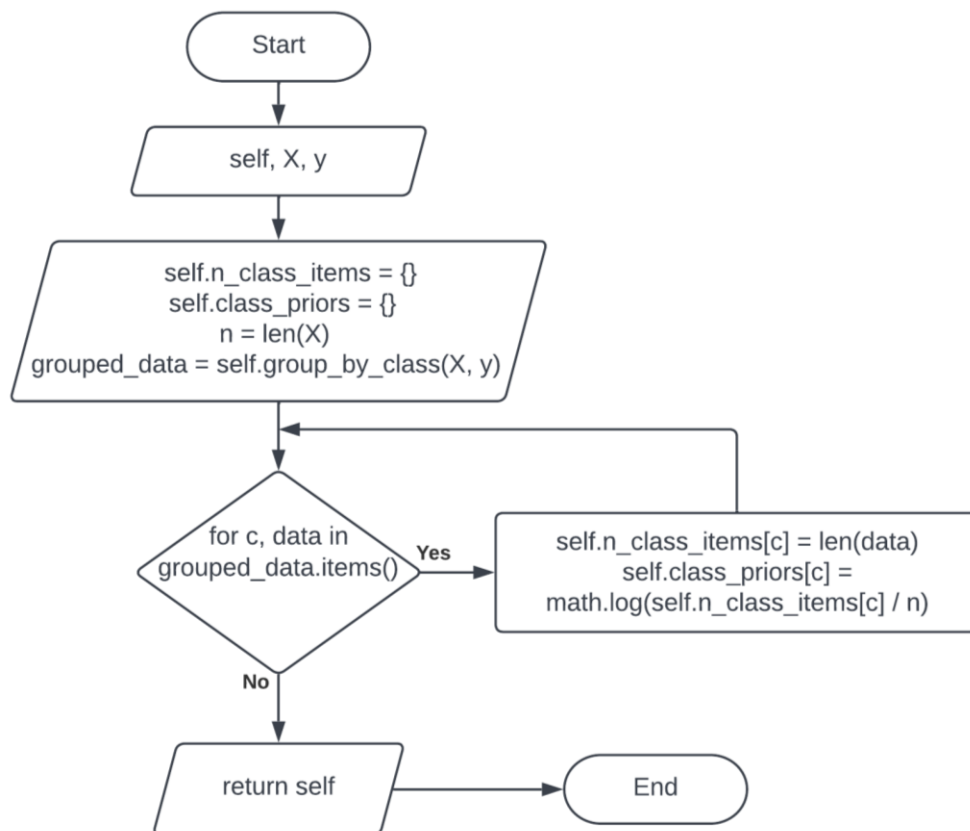 Start
self, X, y
self.n_class_items = {}
self.class_priors = {}
n = len(X)
grouped_data = self.group_by_class(X, y)
for c, data in
grouped_data.items()
Yes
self.n_class_items[c] = len(data)
self.class_priors[c] =
math.log(self.n_class_items[c] / n)
No
return self
End